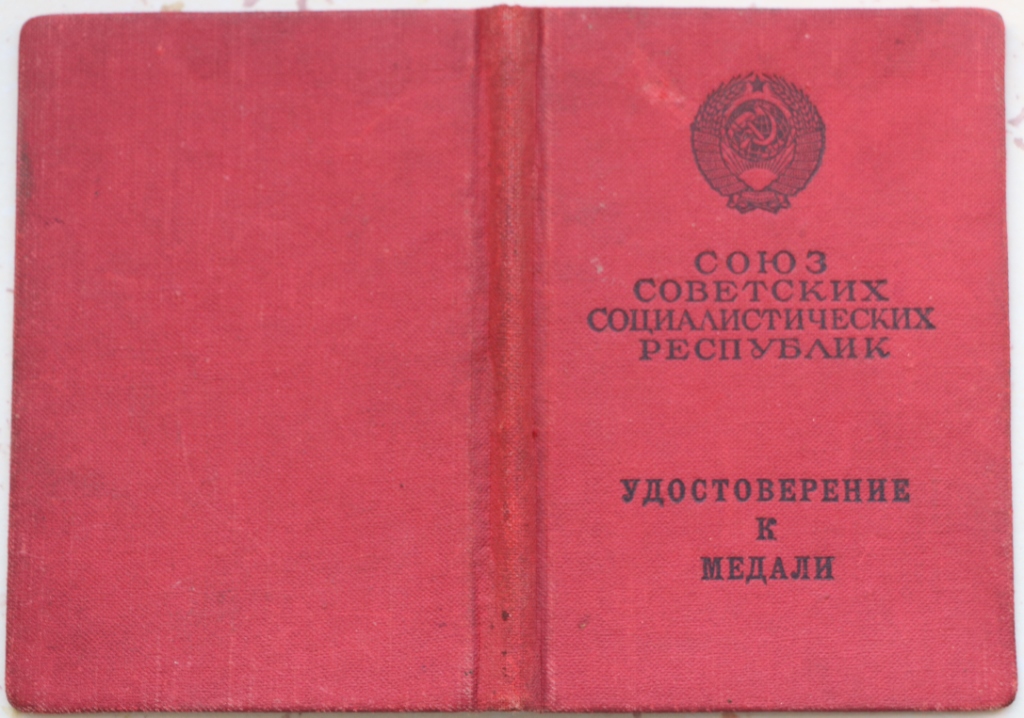 СОЮЗ
СОВЕТСКИХ
СОЦИАЛИСТИЧЕСКИХ
РЕСПУБЛИК
УДОСТОВЕРЕНИЕ
К
МЕДАЛИ